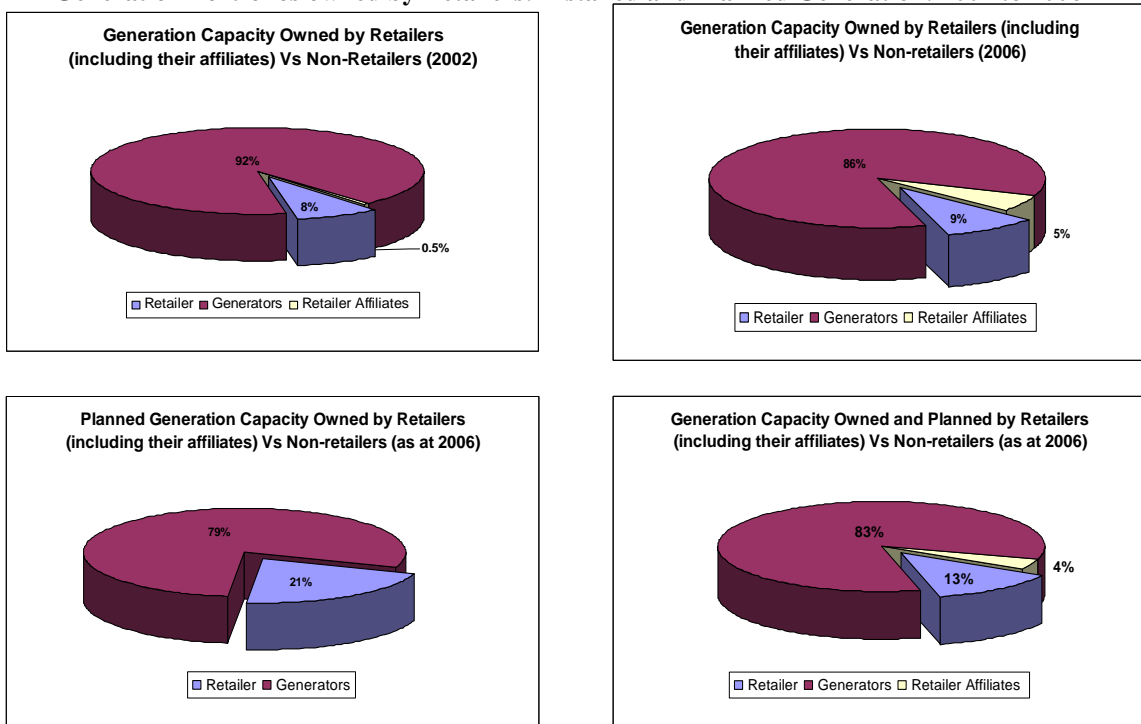 Generation Capacity Owned by Retailers
(including their affiliates) Vs Non-Retailers (2002)
92%
8%
0.5%
Retailer Generators Retailer Affiliates
Generation Capacity Owned by Retailers (including
their affiliates) Vs Non-retailers (2006)
86%
9%
5%
Retailer Generators Retailer Affiliates
Planned Generation Capacity Owned by Retailers
(including their affiliates) Vs Non-retailers (as at 2006)
79%
21%
Retailer Generators
Generation Capacity Owned and Planned by Retailers
(including their affiliates) Vs Non-retailers (as at 2006)
83%
13%
4%
Retailer Generators Retailer Affiliates